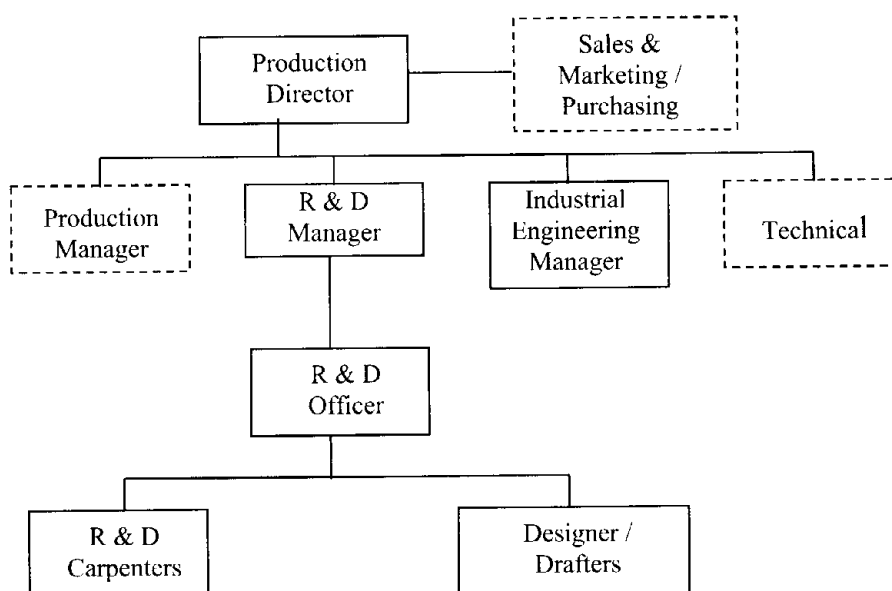 Production
Director
Sales &
Marketing /
Purchasing
Production
Manager
R & D
Manager
Industrial
Engineering
Manager
Technical
R & D
Officer
R & D
Carpenters
Designer /
Drafters